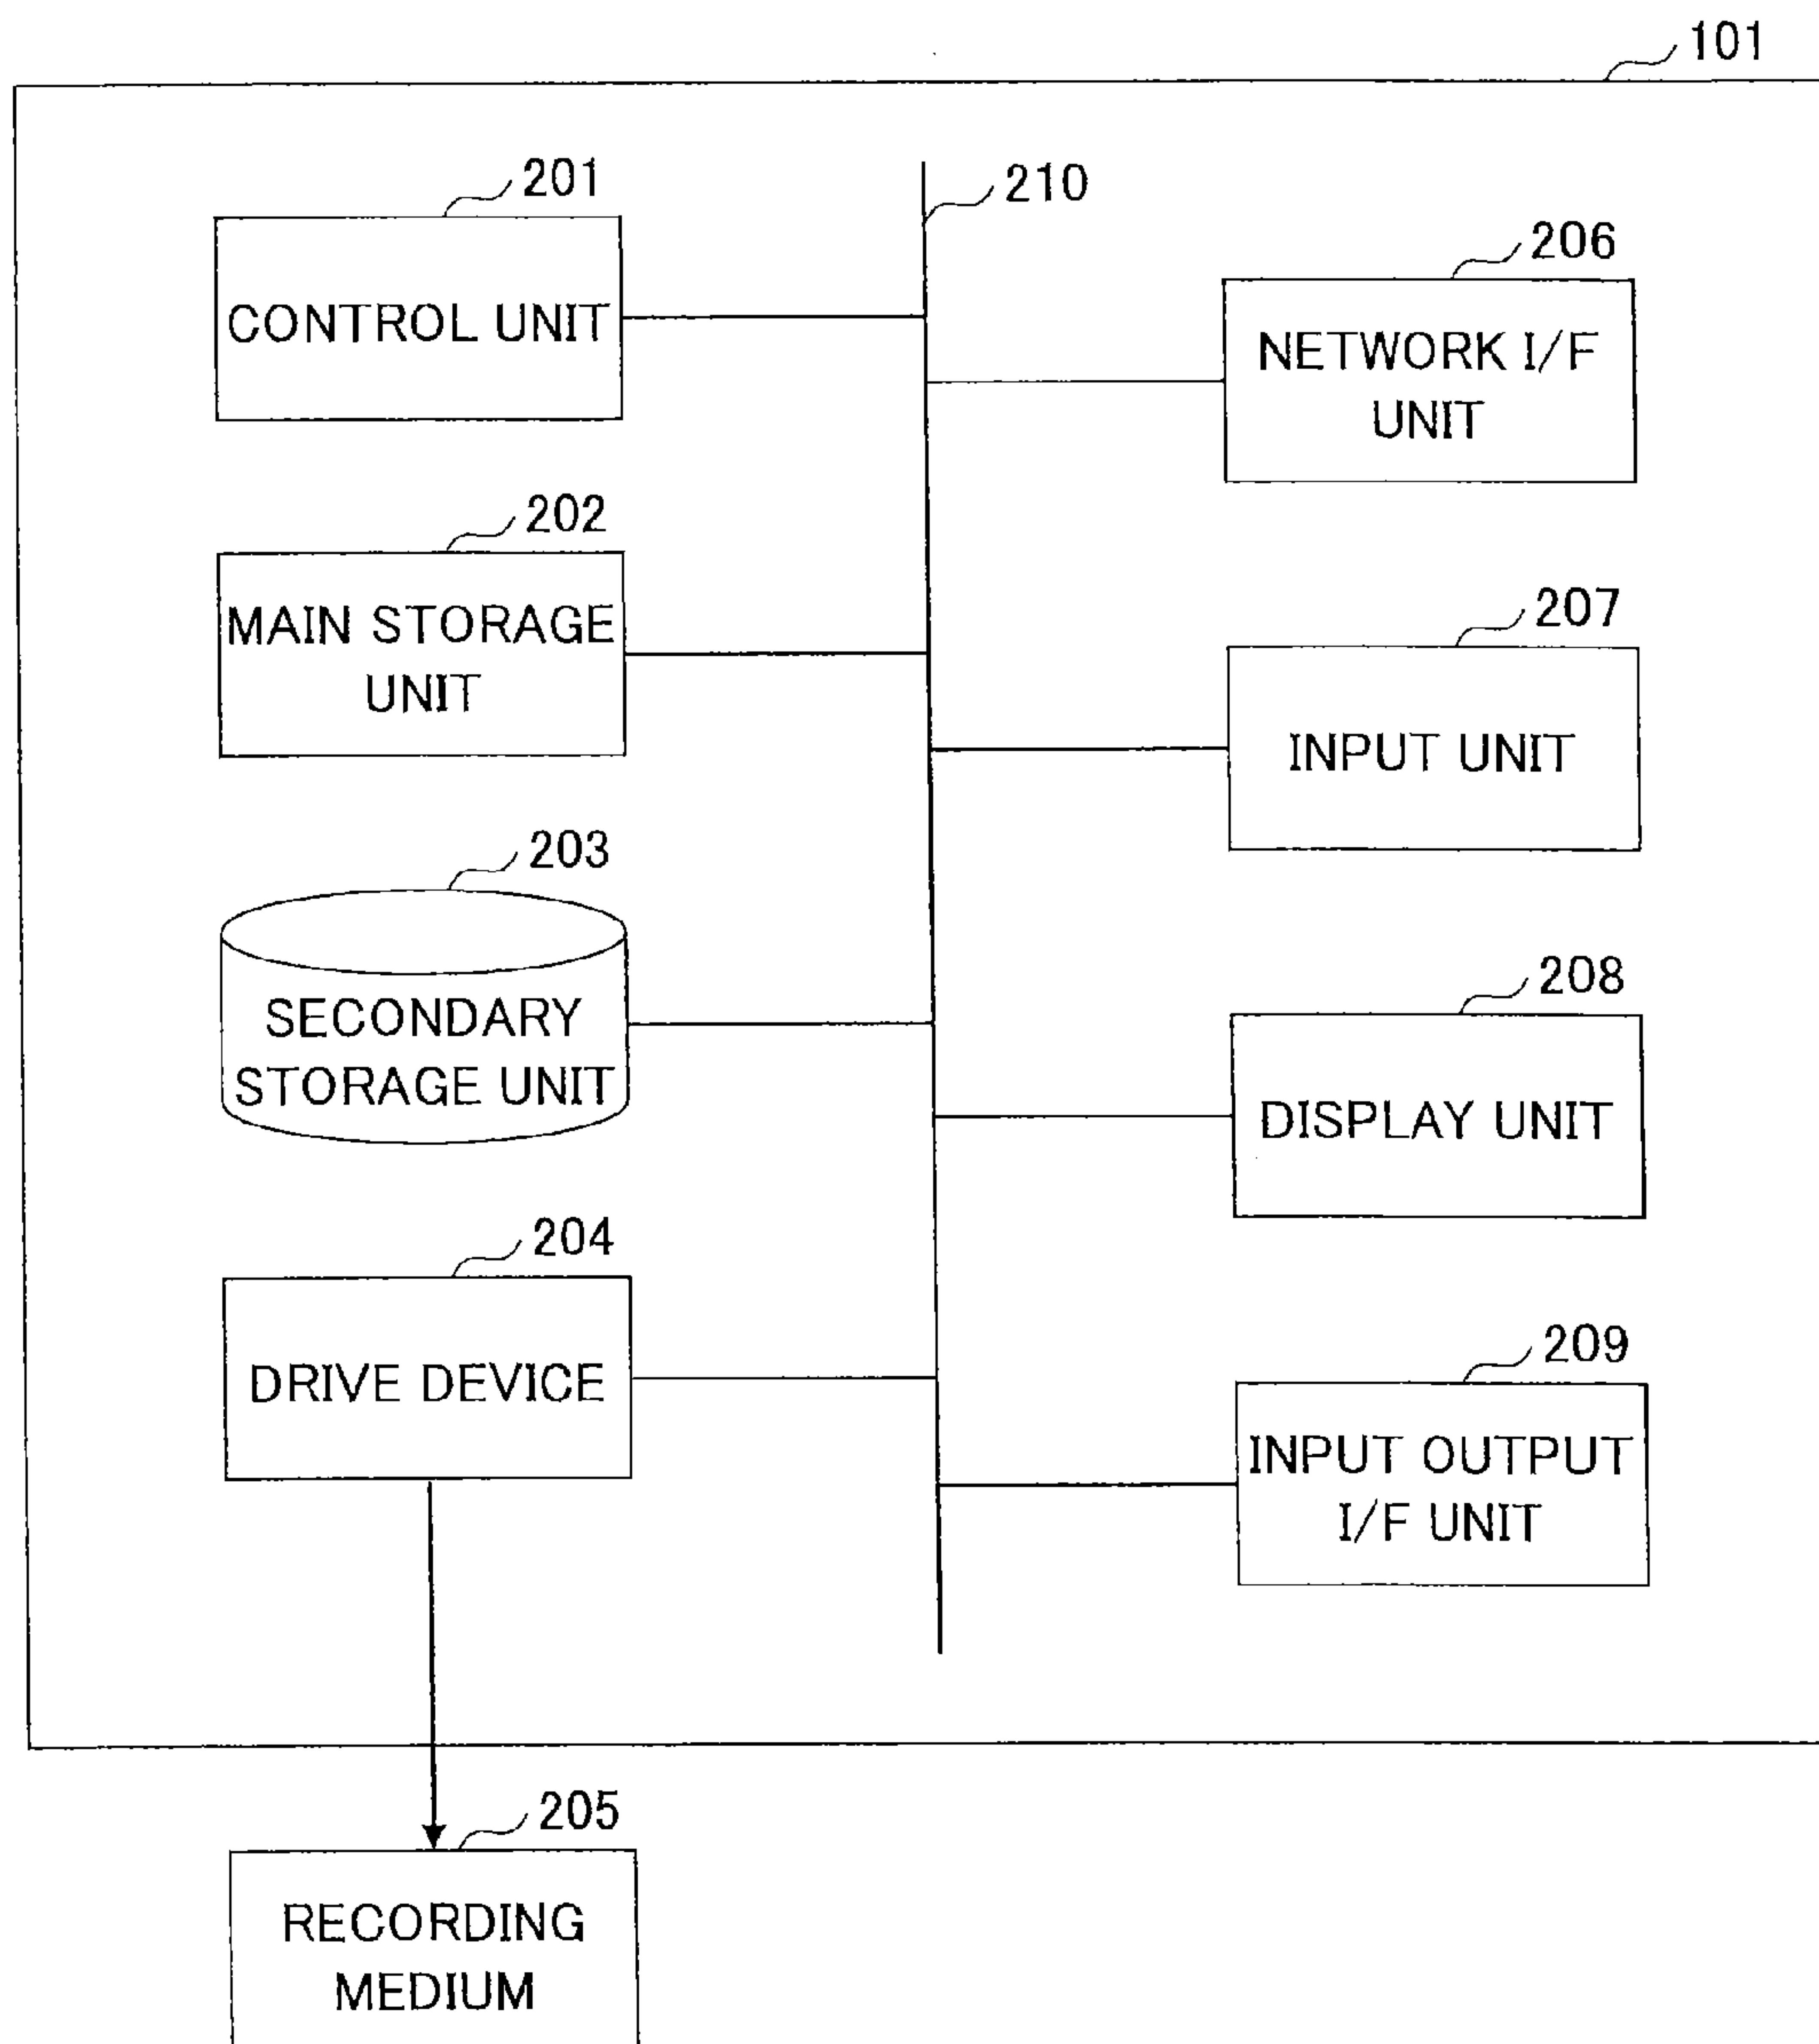 101
201
CONTROL UNIT
210
206
NETWORK I/F
UNIT
202
MAIN STORAGE
UNIT
207
INPUT UNIT
203
SECONDARY
STORAGE UNIT
208
DISPLAY UNIT
204
DRIVE DEVICE
209
INPUT OUTPUT
I/F UNIT
205
RECORDING
MEDIUM